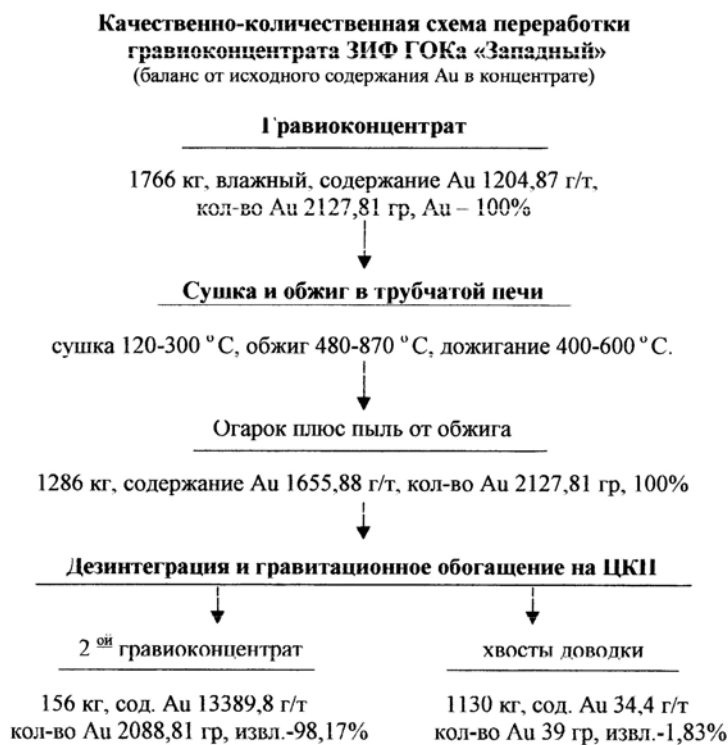 Качественно-количественная схема переработки
гравиоконцентрата ЗИФ ГОКа «Западный»
(баланс от исходного содержания Au в концентрате)
Гравиоконцентрат
1766 кг, влажный, содержание Au 1204,87 г/т,
кол-во Au 2127,81 гр, Au – 100%
Сушка и обжиг в трубчатой печи
сушка 120-300 °C, обжиг 480-870 °C, дожигание 400-600 °C.
Огарок плюс пыль от обжига
1286 кг, содержание Au 1655,88 г/т, кол-во Au 2127,81 гр, 100%
Дезинтеграция и гравитационное обогащение на ЦКП
2 ой гравиоконцентрат
хвосты доводки
156 кг, сод. Au 13389,8 г/т
кол-во Au 2088,81 гр, извл.-98,17%
1130 кг, сод. Au 34,4 г/т
кол-во Au 39 гр, извл.-1,83%